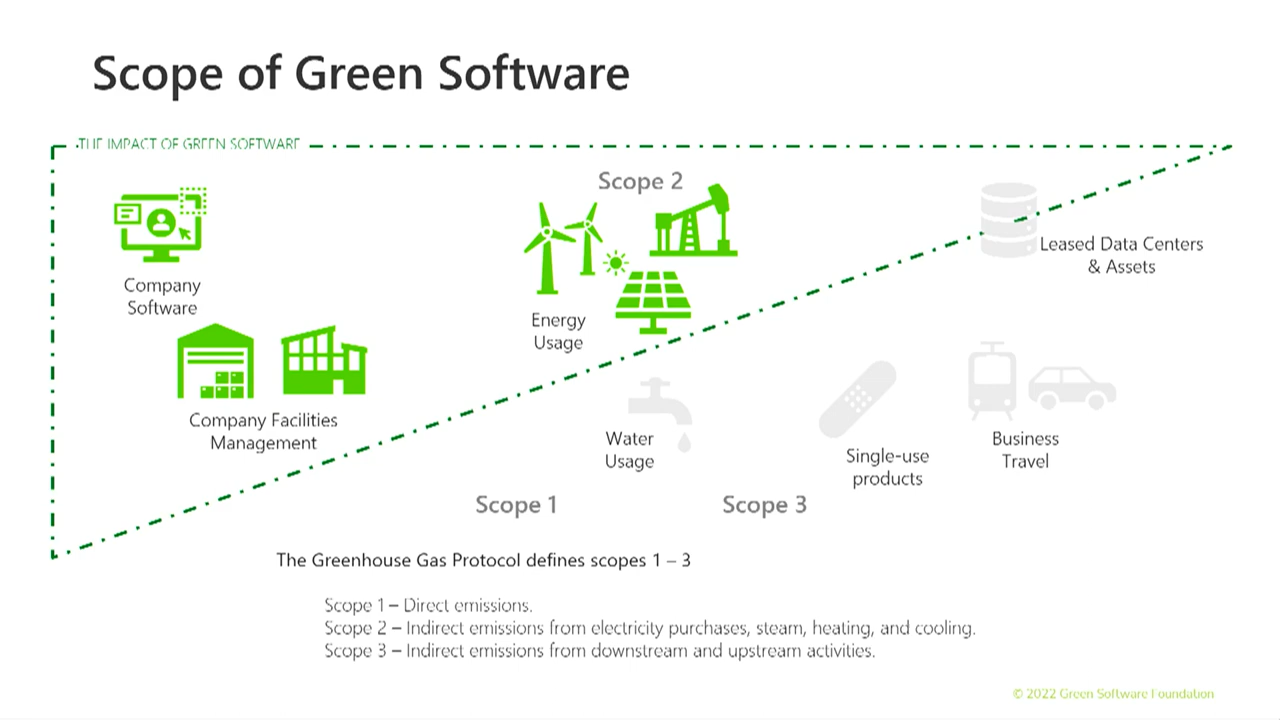 Scope of Green Software
THE IMPACT OF GREEN SOFTWARE
Scope 2
Company
Software
Energy
Usage
Leased Data Centers
& Assets
Company Facilities
Management
Water
Usage
Single-use
products
Business
Travel
Scope 1
Scope 3
The Greenhouse Gas Protocol defines scopes 1 – 3
Scope 1 – Direct emissions.
Scope 2 – Indirect emissions from electricity purchases, steam, heating, and cooling.
Scope 3 – Indirect emissions from downstream and upstream activities.
© 2022 Green Software Foundation